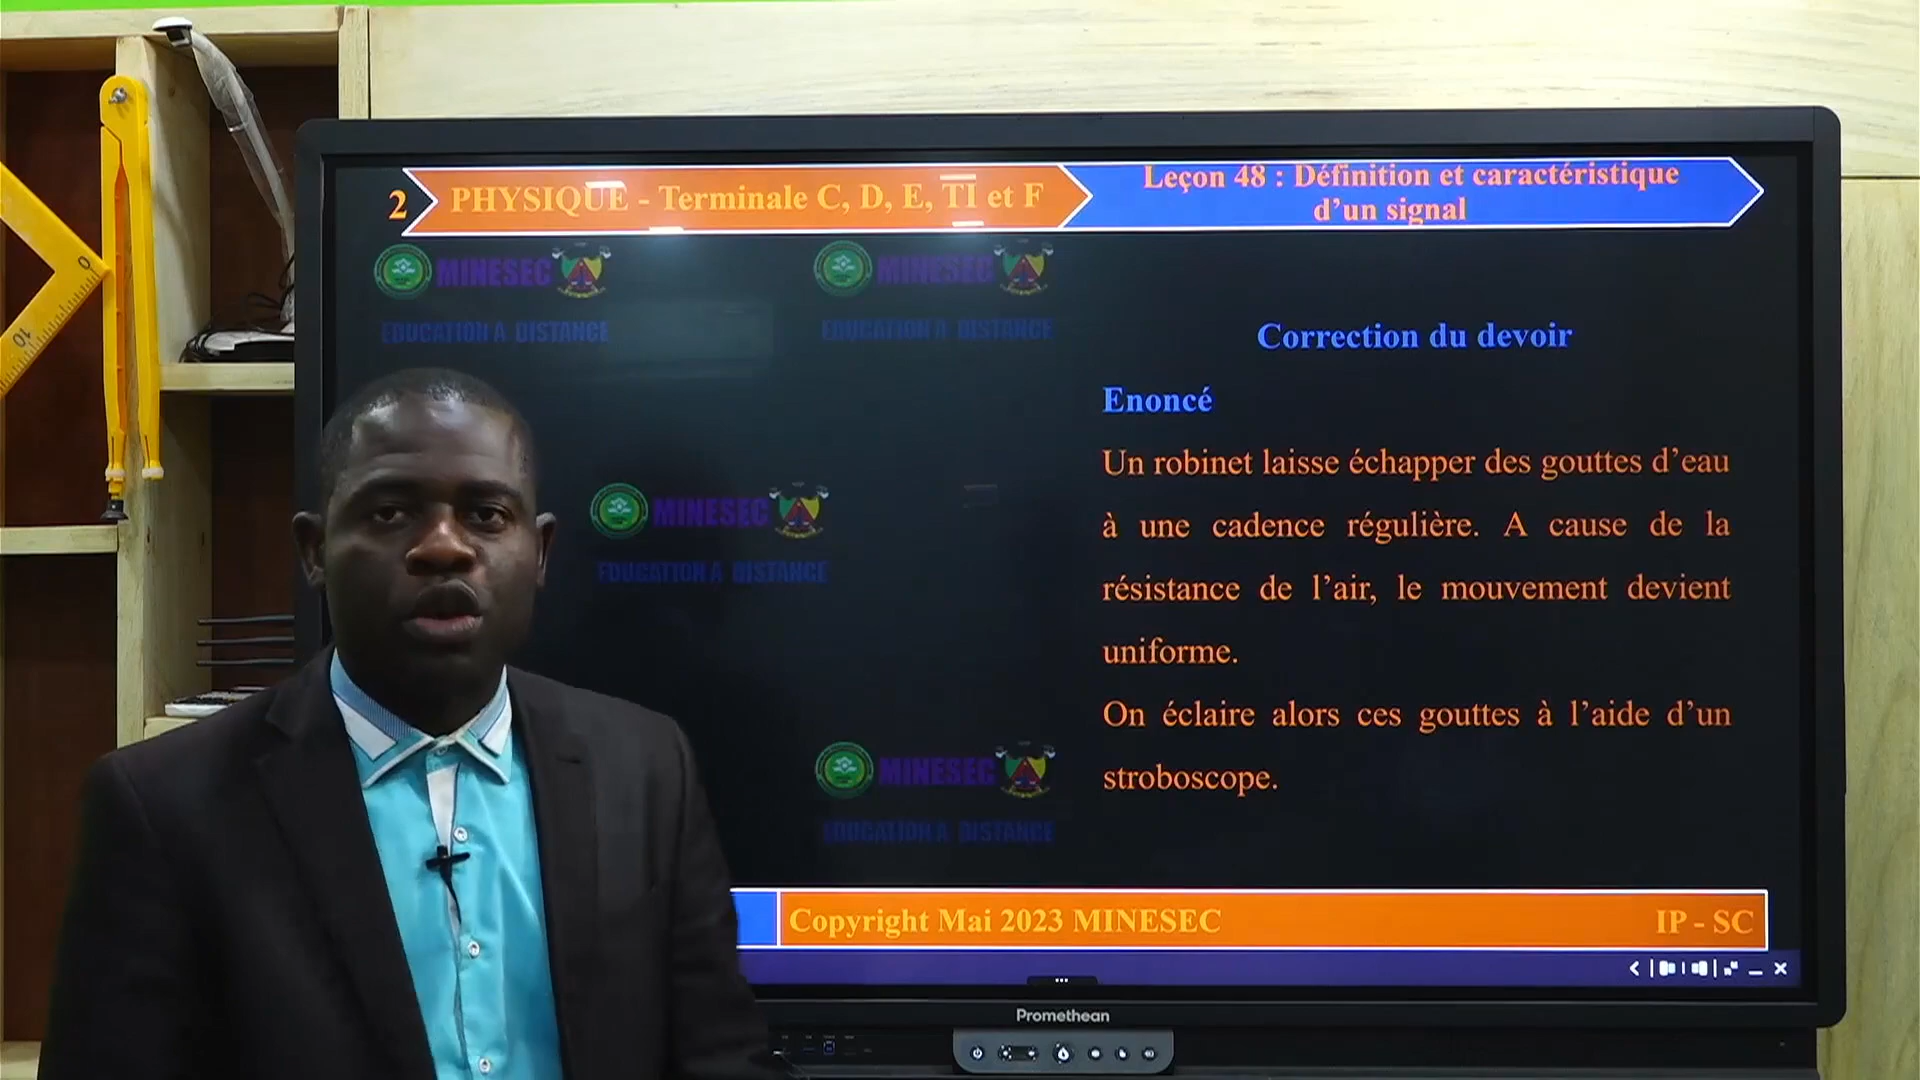 2
PHYSIQUE - Terminale C, D, E, TI et F
Leçon 48 : Définition et caractéristique
d’un signal
MINESEC
EDUCATION A DISTANCE
MINESEC
EDUCATION A DISTANCE
Correction du devoir
Enoncé
Un robinet laisse échapper des gouttes d’eau
à une cadence régulière. A cause de la
résistance de l’air, le mouvement devient
uniforme.
On éclaire alors ces gouttes à l’aide d’un
stroboscope.
MINESEC
EDUCATION A DISTANCE
MINESEC
EDUCATION A DISTANCE
Copyright Mai 2023 MINESEC
IP - SC
Promethean
0
10